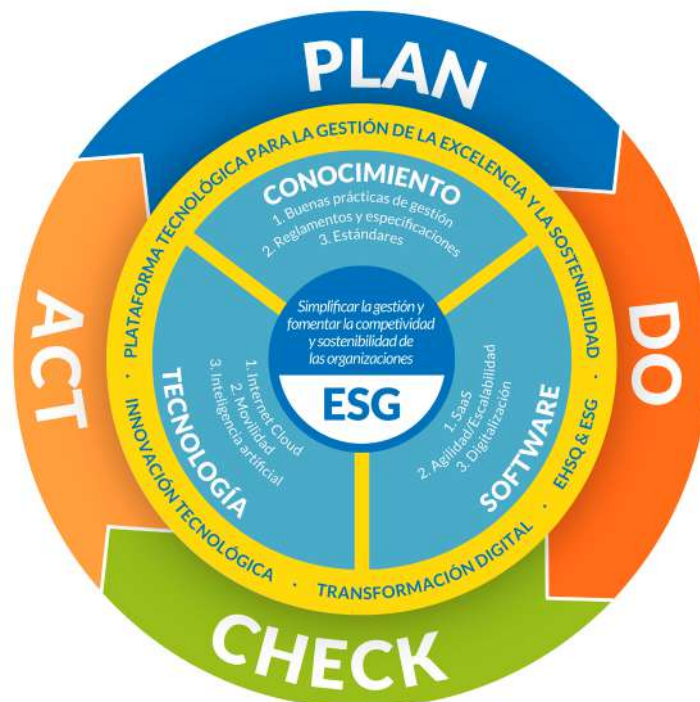 PLAN
DO
CHECK
ACT
PLATAFORMA TECNOLÓGICA PARA LA GESTIÓN DE LA EXCELENCIA Y LA SOSTENIBILIDAD ·
EHSQ & ESG ·
TRANSFORMACIÓN DIGITAL ·
INNOVACIÓN TECNOLÓGICA ·
CONOCIMIENTO
1. Buenas prácticas de gestión
2. Reglamentos y especificaciones
3. Estándares
SOFTWARE
1. SaaS
2. Agilidad/Escalabilidad
3. Digitalización
TECNOLOGÍA
1. Internet Cloud
2. Movilidad
3. Inteligencia artificial
Simplificar la gestión y
fomentar la competividad
y sostenibilidad de
las organizaciones
ESG